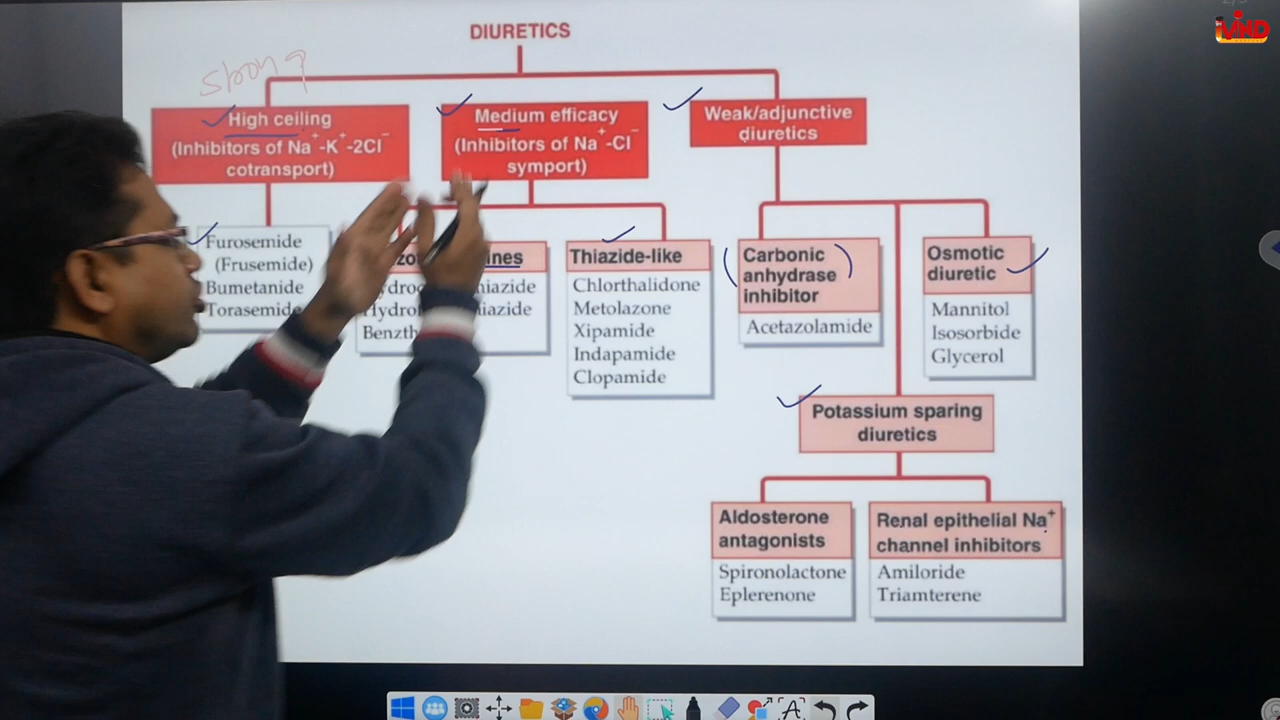 DIURETICS
strong
High ceiling
(Inhibitors of Na⁺-K⁺-2Cl⁻
cotransport)
Medium efficacy
(Inhibitors of Na⁺-Cl⁻
symport)
Weak/adjunctive
diuretics
Furosemide
(Frusemide)
Bumetanide
Torasemide
Thiazide-like
Chlorthalidone
Metolazone
Xipamide
Indapamide
Clopamide
Carbonic
anhydrase
inhibitor
Acetazolamide
Osmotic
diuretic
Mannitol
Isosorbide
Glycerol
Potassium sparing
diuretics
Aldosterone
antagonists
Spironolactone
Eplerenone
Renal epithelial Na⁺
channel inhibitors
Amiloride
Triamterene